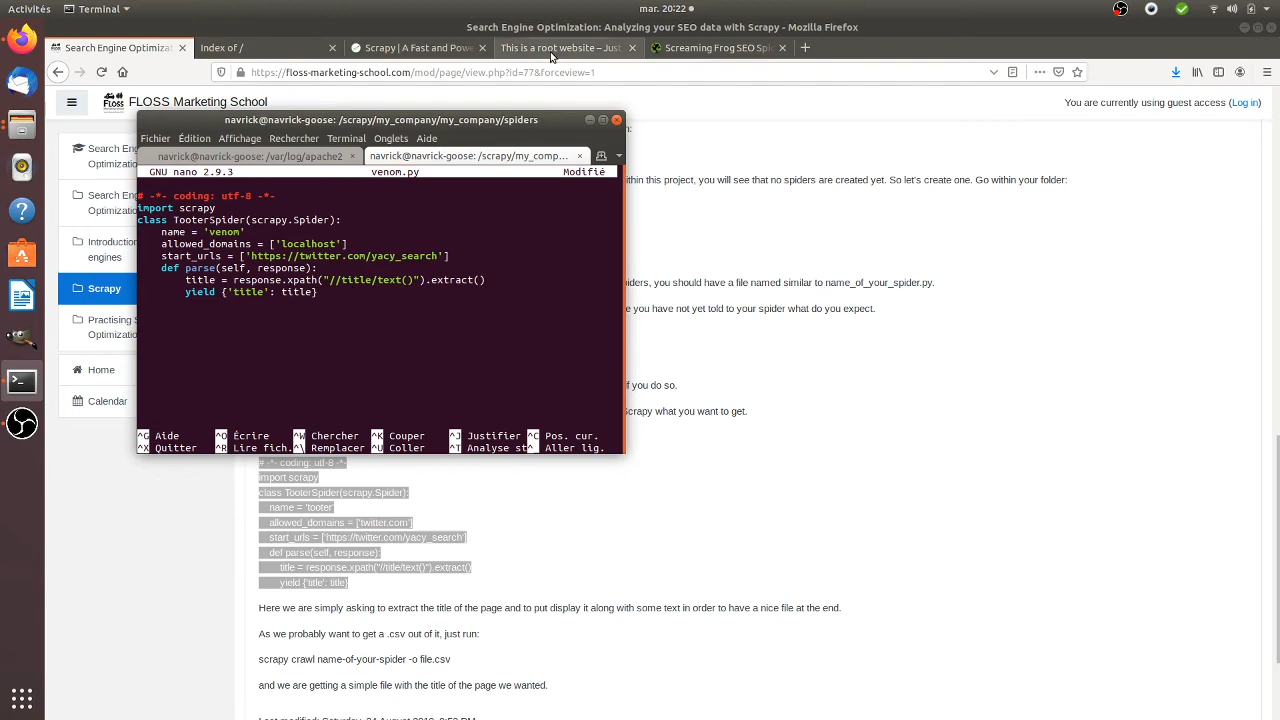 Activités
Terminal
mar. 20:22
Search Engine Optimization: Analyzing your SEO data with Scrapy - Mozilla Firefox
Search Engine Optimizat
Index of /
Scrapy | A Fast and Powe
This is a root website – Just
Screaming Frog SEO Spi
https://floss-marketing-school.com/mod/page/view.php?id=77&forceview=1
FLOSS Marketing School
You are currently using guest access (Log in)
Search Eng
Optimizatio
Search Eng
Optimizatio
Introduction
engines
Scrapy
Practising S
Optimizatio
Home
Calendar
navrick@navrick-goose: /scrapy/my_company/my_company/spiders
Fichier Édition Affichage Rechercher Terminal Onglets Aide
navrick@navrick-goose: /var/log/apache2
navrick@navrick-goose: /scrapy/my_comp...
GNU nano 2.9.3 venom.py Modifié
# -*- coding: utf-8 -*-
import scrapy
class TooterSpider(scrapy.Spider):
name = 'venom'
allowed_domains = ['localhost']
start_urls = ['https://twitter.com/yacy_search']
def parse(self, response):
title = response.xpath("//title/text()").extract()
yield {'title': title}
^G Aide ^O Écrire ^W Chercher ^K Couper ^J Justifier ^C Pos. cur.
^X Quitter ^R Lire fich. ^\ Remplacer ^U Coller ^T Analyse st ^_ Aller lig.
n:
ithin this project, you will see that no spiders are created yet. So let's create one. Go within your folder:
iders, you should have a file named similar to name_of_your_spider.py.
e you have not yet told to your spider what do you expect.
if you do so.
Scrapy what you want to get.
# -*- coding: utf-8 -*-
import scrapy
class TooterSpider(scrapy.Spider):
name = 'tooter'
allowed_domains = ['twitter.com']
start_urls = ['https://twitter.com/yacy_search']
def parse(self, response):
title = response.xpath("//title/text()").extract()
yield {'title': title}
Here we are simply asking to extract the title of the page and to put display it along with some text in order to have a nice file at the end.
As we probably want to get a .csv out of it, just run:
scrapy crawl name-of-your-spider -o file.csv
and we are getting a simple file with the title of the page we wanted.